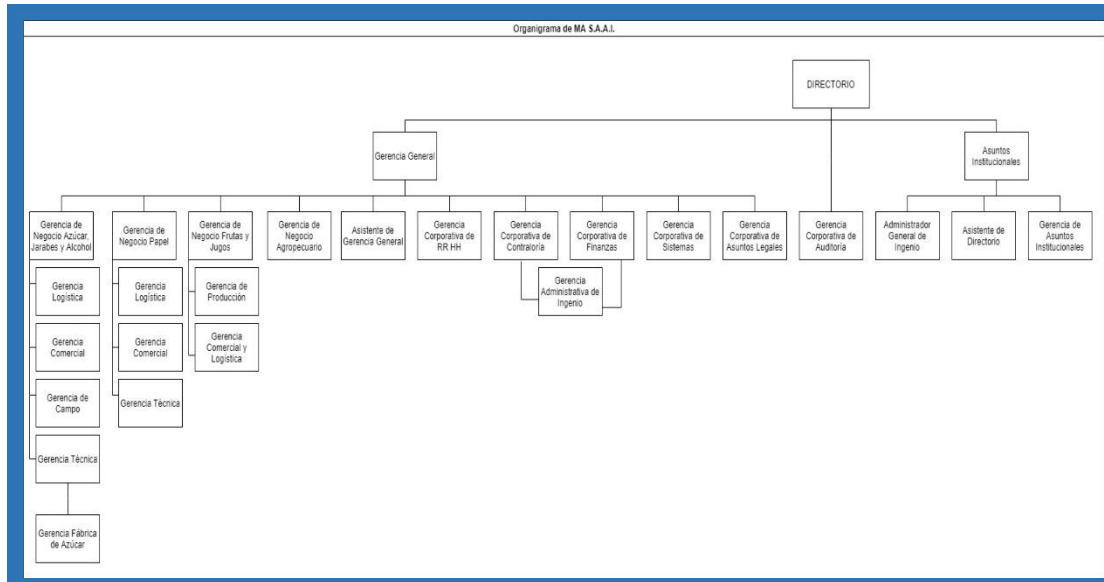 Organigrama de MA S.A.A.I.
DIRECTORIO
Gerencia General
Asuntos
Institucionales
Gerencia de
Negocio Azúcar,
Jarabes y Alcohol
Gerencia de
Negocio Papel
Gerencia de
Negocio Frutas y
Jugos
Gerencia de
Negocio
Agropecuario
Asistente de
Gerencia General
Gerencia
Corporativa de
RR HH
Gerencia
Corporativa de
Contraloría
Gerencia
Corporativa de
Finanzas
Gerencia
Corporativa de
Sistemas
Gerencia
Corporativa de
Asuntos Legales
Gerencia
Corporativa de
Auditoría
Administrador
General de
Ingenio
Asistente de
Directorio
Gerencia de
Asuntos
Institucionales
Gerencia
Logística
Gerencia
Logística
Gerencia de
Producción
Gerencia
Administrativa de
Ingenio
Gerencia
Comercial
Gerencia
Comercial
Gerencia
Comercial y
Logística
Gerencia de
Campo
Gerencia Técnica
Gerencia Técnica
Gerencia Fábrica
de Azúcar